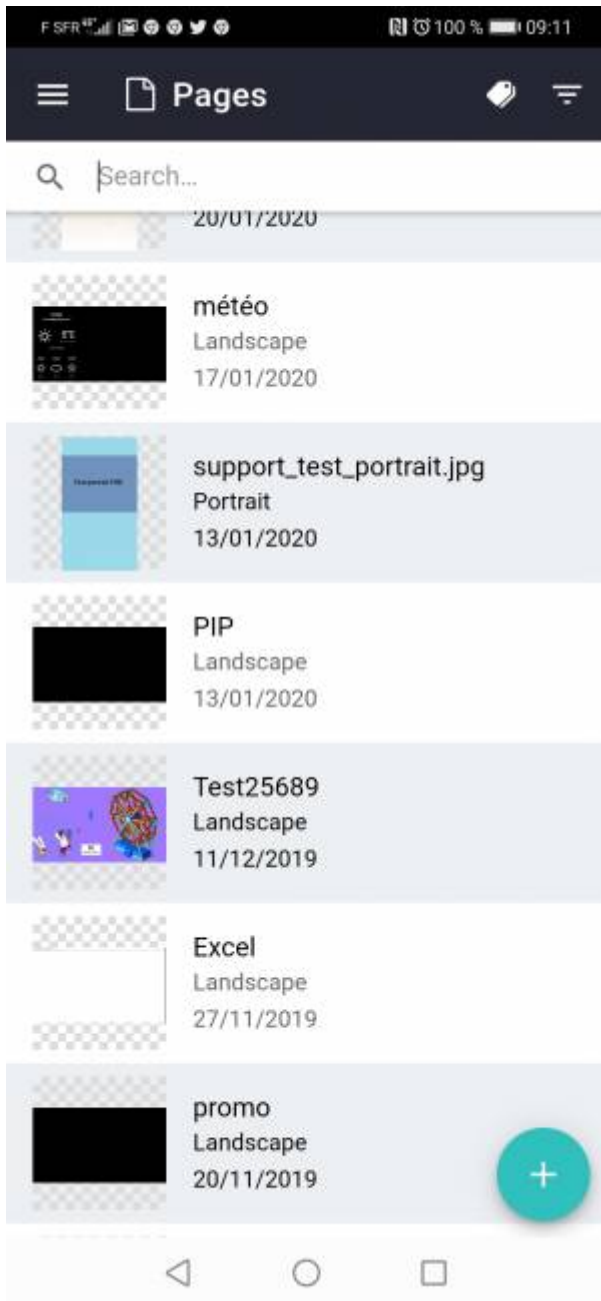 F SFR 100 % 09:11
Pages
Search...
20/01/2020
météo
Landscape
17/01/2020
support_test_portrait.jpg
Portrait
13/01/2020
PIP
Landscape
13/01/2020
Test25689
Landscape
11/12/2019
Excel
Landscape
27/11/2019
promo
Landscape
20/11/2019